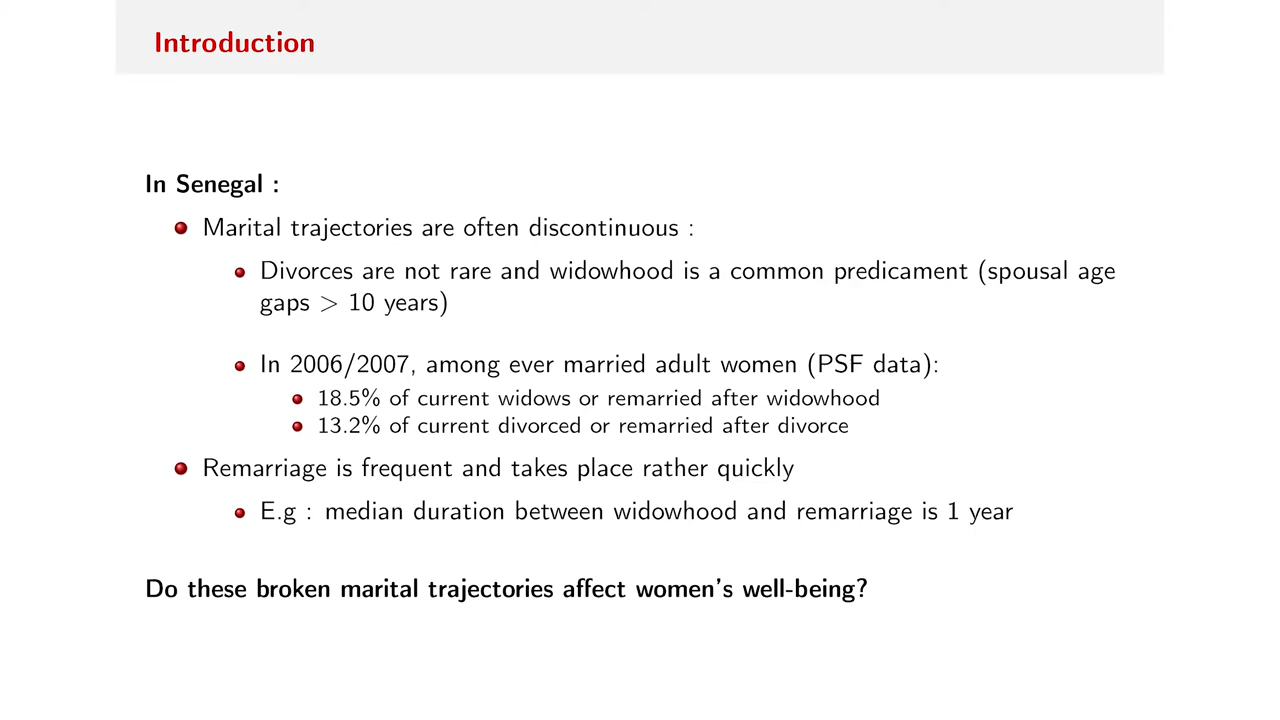 Introduction
In Senegal :
Marital trajectories are often discontinuous :
Divorces are not rare and widowhood is a common predicament (spousal age
gaps > 10 years)
In 2006/2007, among ever married adult women (PSF data):
18.5% of current widows or remarried after widowhood
13.2% of current divorced or remarried after divorce
Remarriage is frequent and takes place rather quickly
E.g : median duration between widowhood and remarriage is 1 year
Do these broken marital trajectories affect women's well-being?